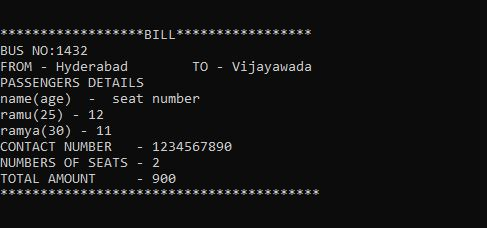 ******************BILL*****************
BUS NO:1432
FROM - Hyderabad        TO - Vijayawada
PASSENGERS DETAILS
name(age)  -  seat number
ramu(25) - 12
ramya(30) - 11
CONTACT NUMBER   - 1234567890
NUMBERS OF SEATS - 2
TOTAL AMOUNT     - 900
****************************************